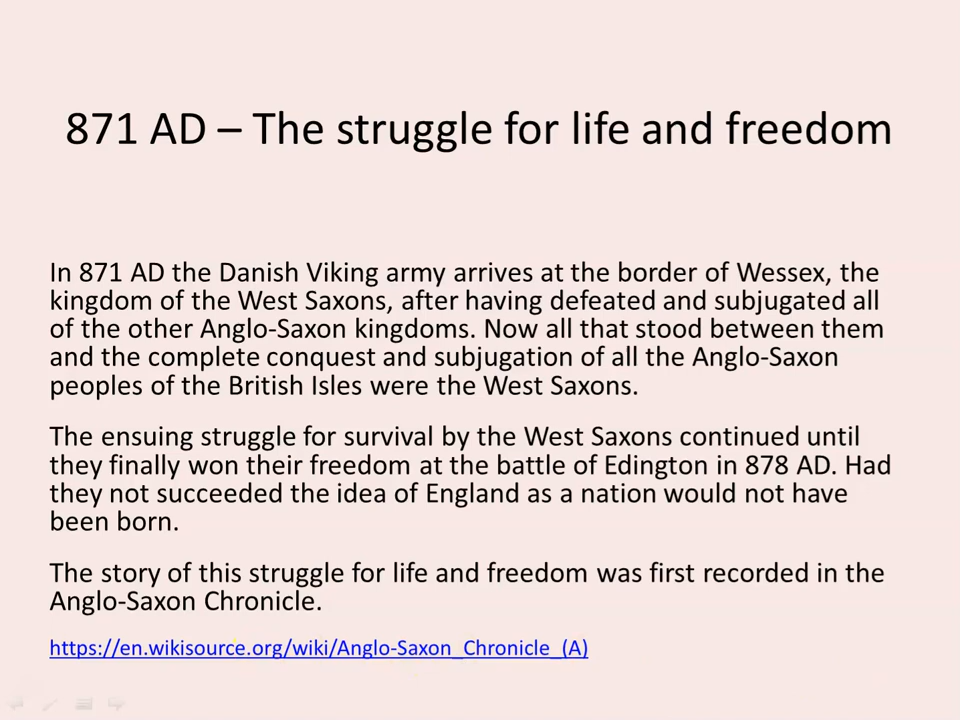 871 AD – The struggle for life and freedom
In 871 AD the Danish Viking army arrives at the border of Wessex, the
kingdom of the West Saxons, after having defeated and subjugated all
of the other Anglo-Saxon kingdoms. Now all that stood between them
and the complete conquest and subjugation of all the Anglo-Saxon
peoples of the British Isles were the West Saxons.
The ensuing struggle for survival by the West Saxons continued until
they finally won their freedom at the battle of Edington in 878 AD. Had
they not succeeded the idea of England as a nation would not have
been born.
The story of this struggle for life and freedom was first recorded in the
Anglo-Saxon Chronicle.
https://en.wikisource.org/wiki/Anglo-Saxon_Chronicle_(A)